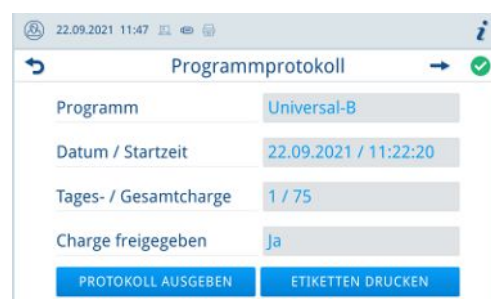 22.09.2021 11:47
Programmprotokoll
Programm Universal-B
Datum / Startzeit 22.09.2021 / 11:22:20
Tages- / Gesamtcharge 1 / 75
Charge freigegeben Ja
PROTOKOLL AUSGEBEN ETIKETTEN DRUCKEN